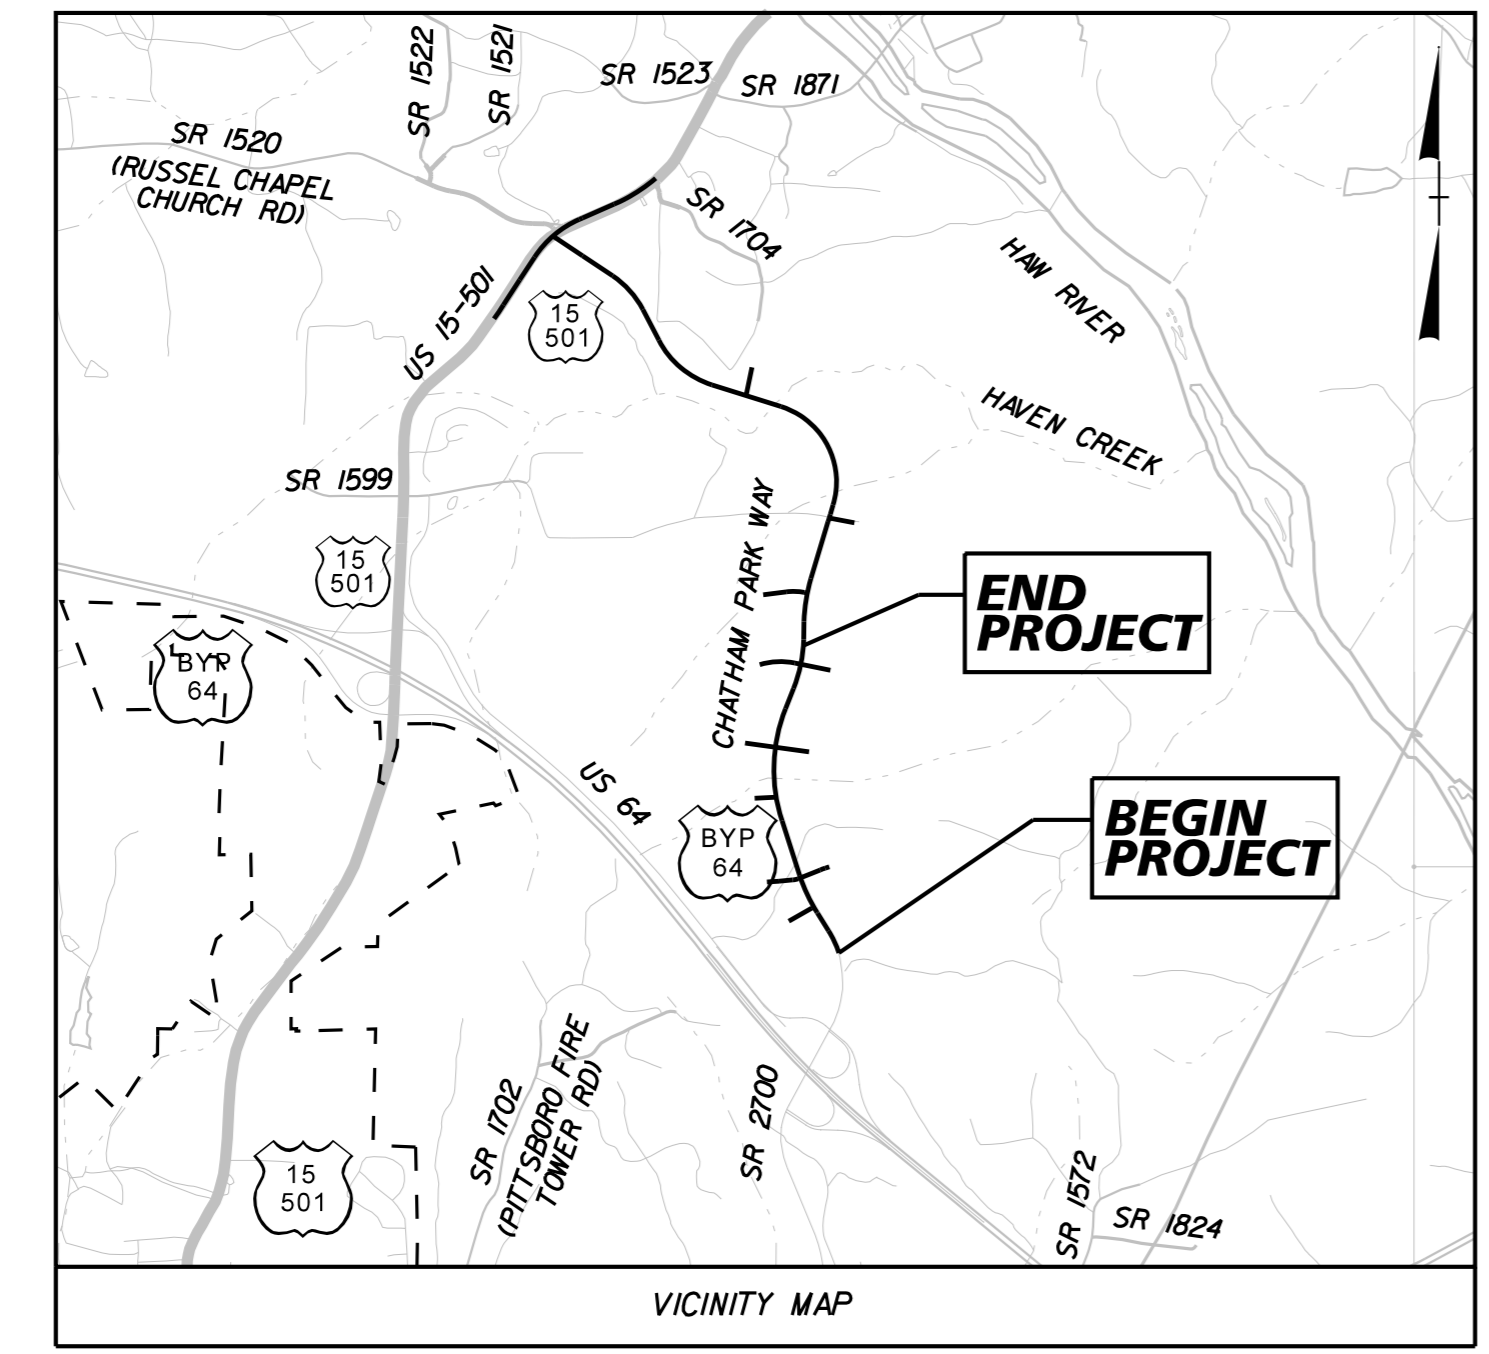 SR 1522
SR 1521
SR 1523
SR 1871
SR 1520
(RUSSEL CHAPEL
CHURCH RD)
SR 1704
HAW RIVER
US 15-501
15
501
HAVEN CREEK
SR 1599
CHATHAM PARK WAY
15
501
END
PROJECT
BYP
64
US 64
BEGIN
PROJECT
BYP
64
SR 1702
(PITTSBORO FIRE
TOWER RD)
SR 2700
15
501
SR 1572
SR 1824
VICINITY MAP